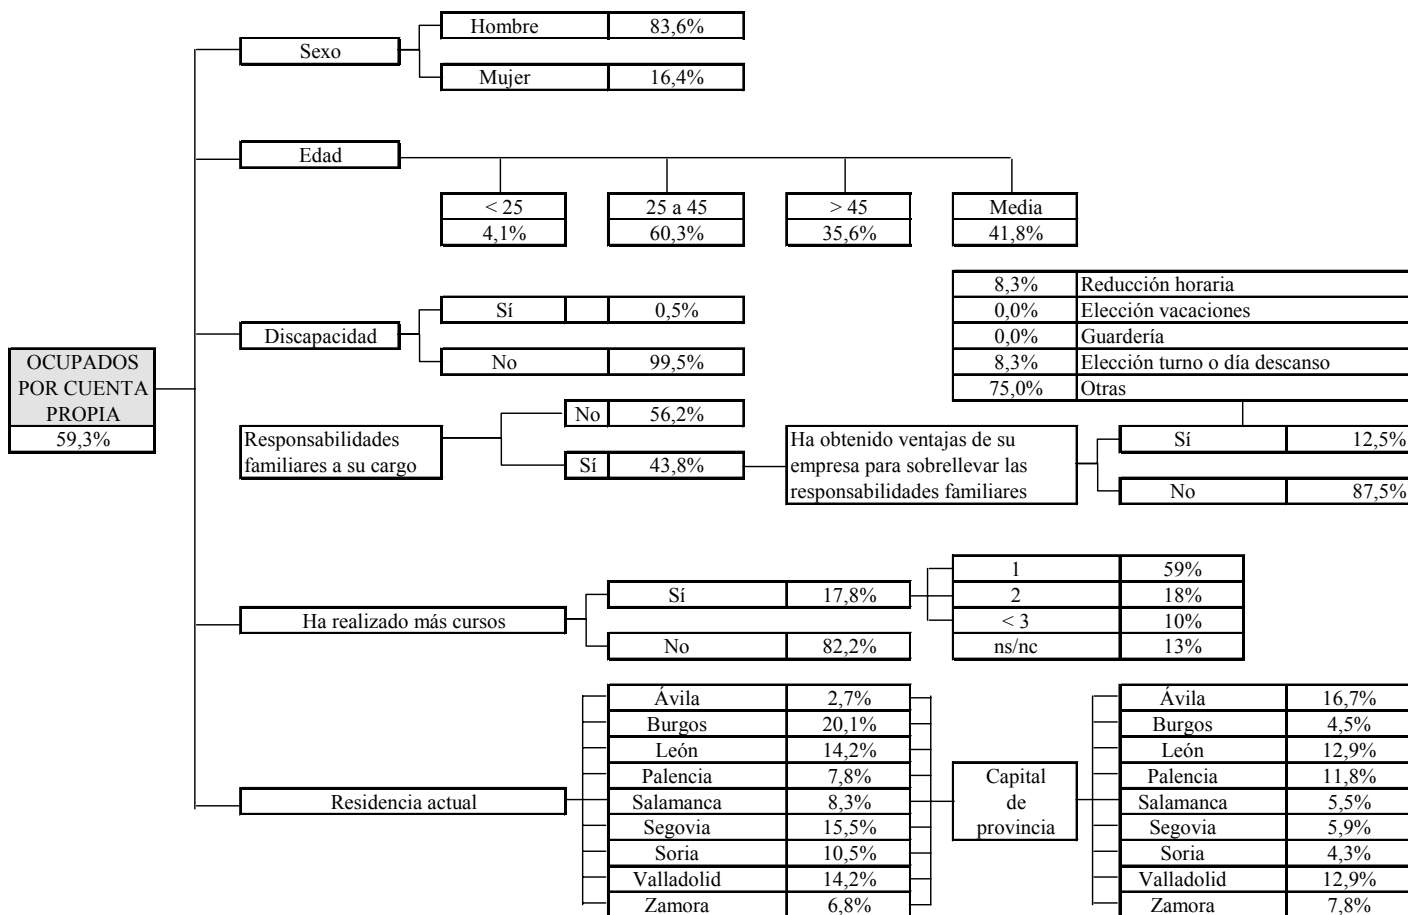 Hombre 83,6%
Sexo
Mujer 16,4%
Edad
< 25 25 a 45 > 45 Media
4,1% 60,3% 35,6% 41,8%
8,3% Reducción horaria
0,0% Elección vacaciones
0,0% Guardería
8,3% Elección turno o día descanso
75,0% Otras
Sí 0,5%
Discapacidad
No 99,5%
OCUPADOS
POR CUENTA
PROPIA
59,3%
Responsabilidades
familiares a su cargo
No 56,2%
Sí 43,8%
Ha obtenido ventajas de su
empresa para sobrellevar las
responsabilidades familiares
Sí 12,5%
No 87,5%
Ha realizado más cursos
Sí 17,8%
No 82,2%
1 59%
2 18%
< 3 10%
ns/nc 13%
Residencia actual
Ávila 2,7%
Burgos 20,1%
León 14,2%
Palencia 7,8%
Salamanca 8,3%
Segovia 15,5%
Soria 10,5%
Valladolid 14,2%
Zamora 6,8%
Capital
de
provincia
Ávila 16,7%
Burgos 4,5%
León 12,9%
Palencia 11,8%
Salamanca 5,5%
Segovia 5,9%
Soria 4,3%
Valladolid 12,9%
Zamora 7,8%